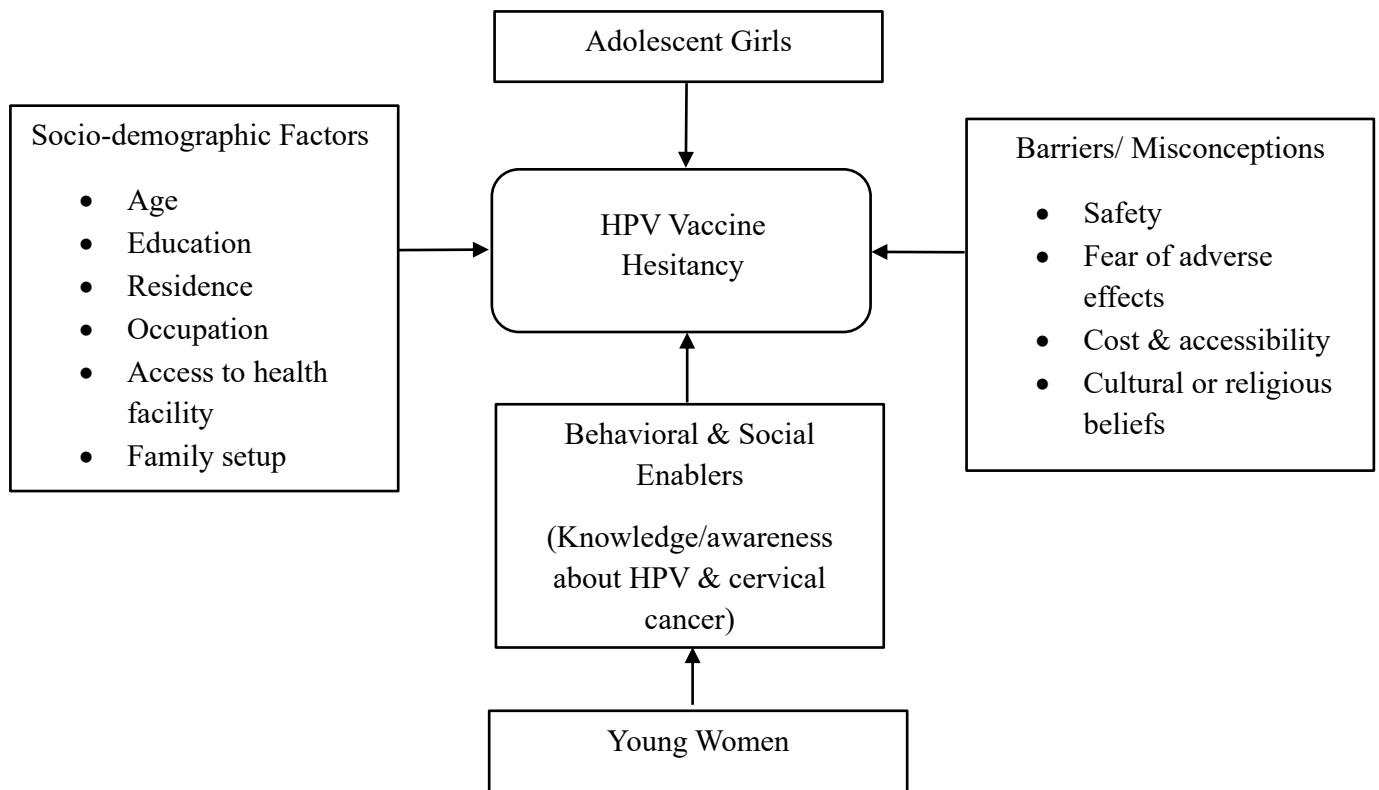 Adolescent Girls
Socio-demographic Factors
• Age
• Education
• Residence
• Occupation
• Access to health
facility
• Family setup
HPV Vaccine
Hesitancy
Barriers/ Misconceptions
• Safety
• Fear of adverse
effects
• Cost & accessibility
• Cultural or religious
beliefs
Behavioral & Social
Enablers
(Knowledge/awareness
about HPV & cervical
cancer)
Young Women